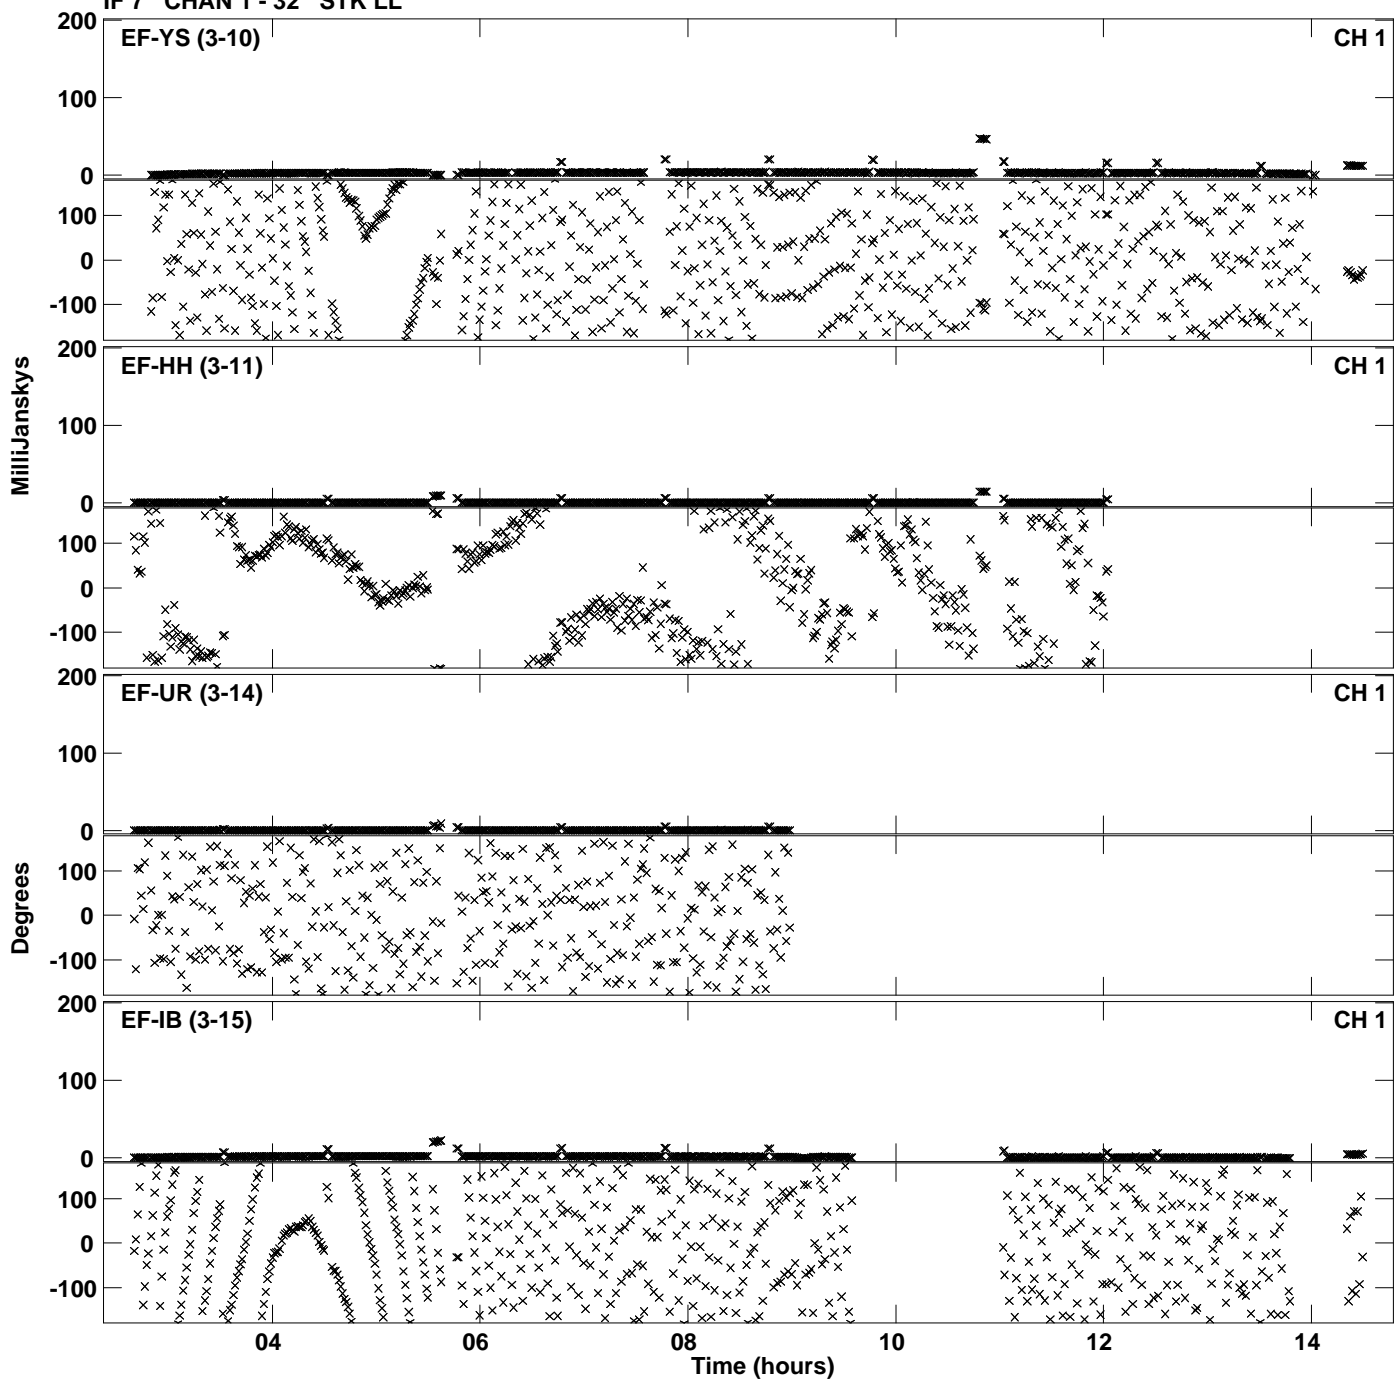 IF 7 CHAN 1 - 32 STK LL
200
EF-YS (3-10) CH 1
100
0
100
0
-100
200
EF-HH (3-11) CH 1
100
0
100
0
-100
MilliJanskys
200
EF-UR (3-14) CH 1
100
0
100
0
-100
Degrees
200
EF-IB (3-15) CH 1
100
0
100
0
-100
04 06 08 10 12 14
Time (hours)